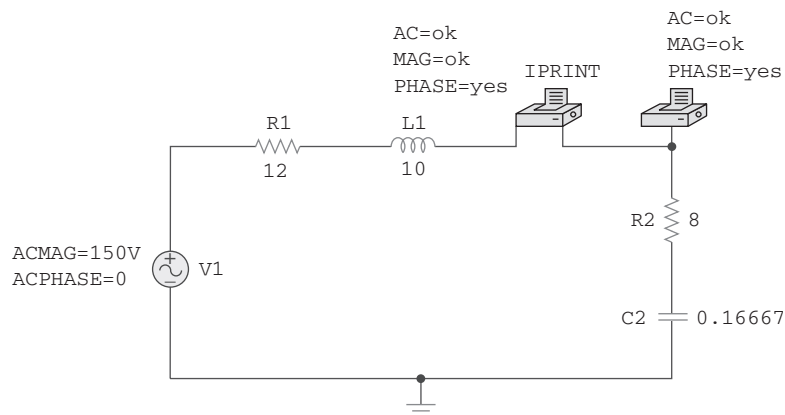 AC=ok
MAG=ok
PHASE=yes
IPRINT
AC=ok
MAG=ok
PHASE=yes
R1
12
L1
10
R2 8
ACMAG=150V
ACPHASE=0
V1
C2 0.16667